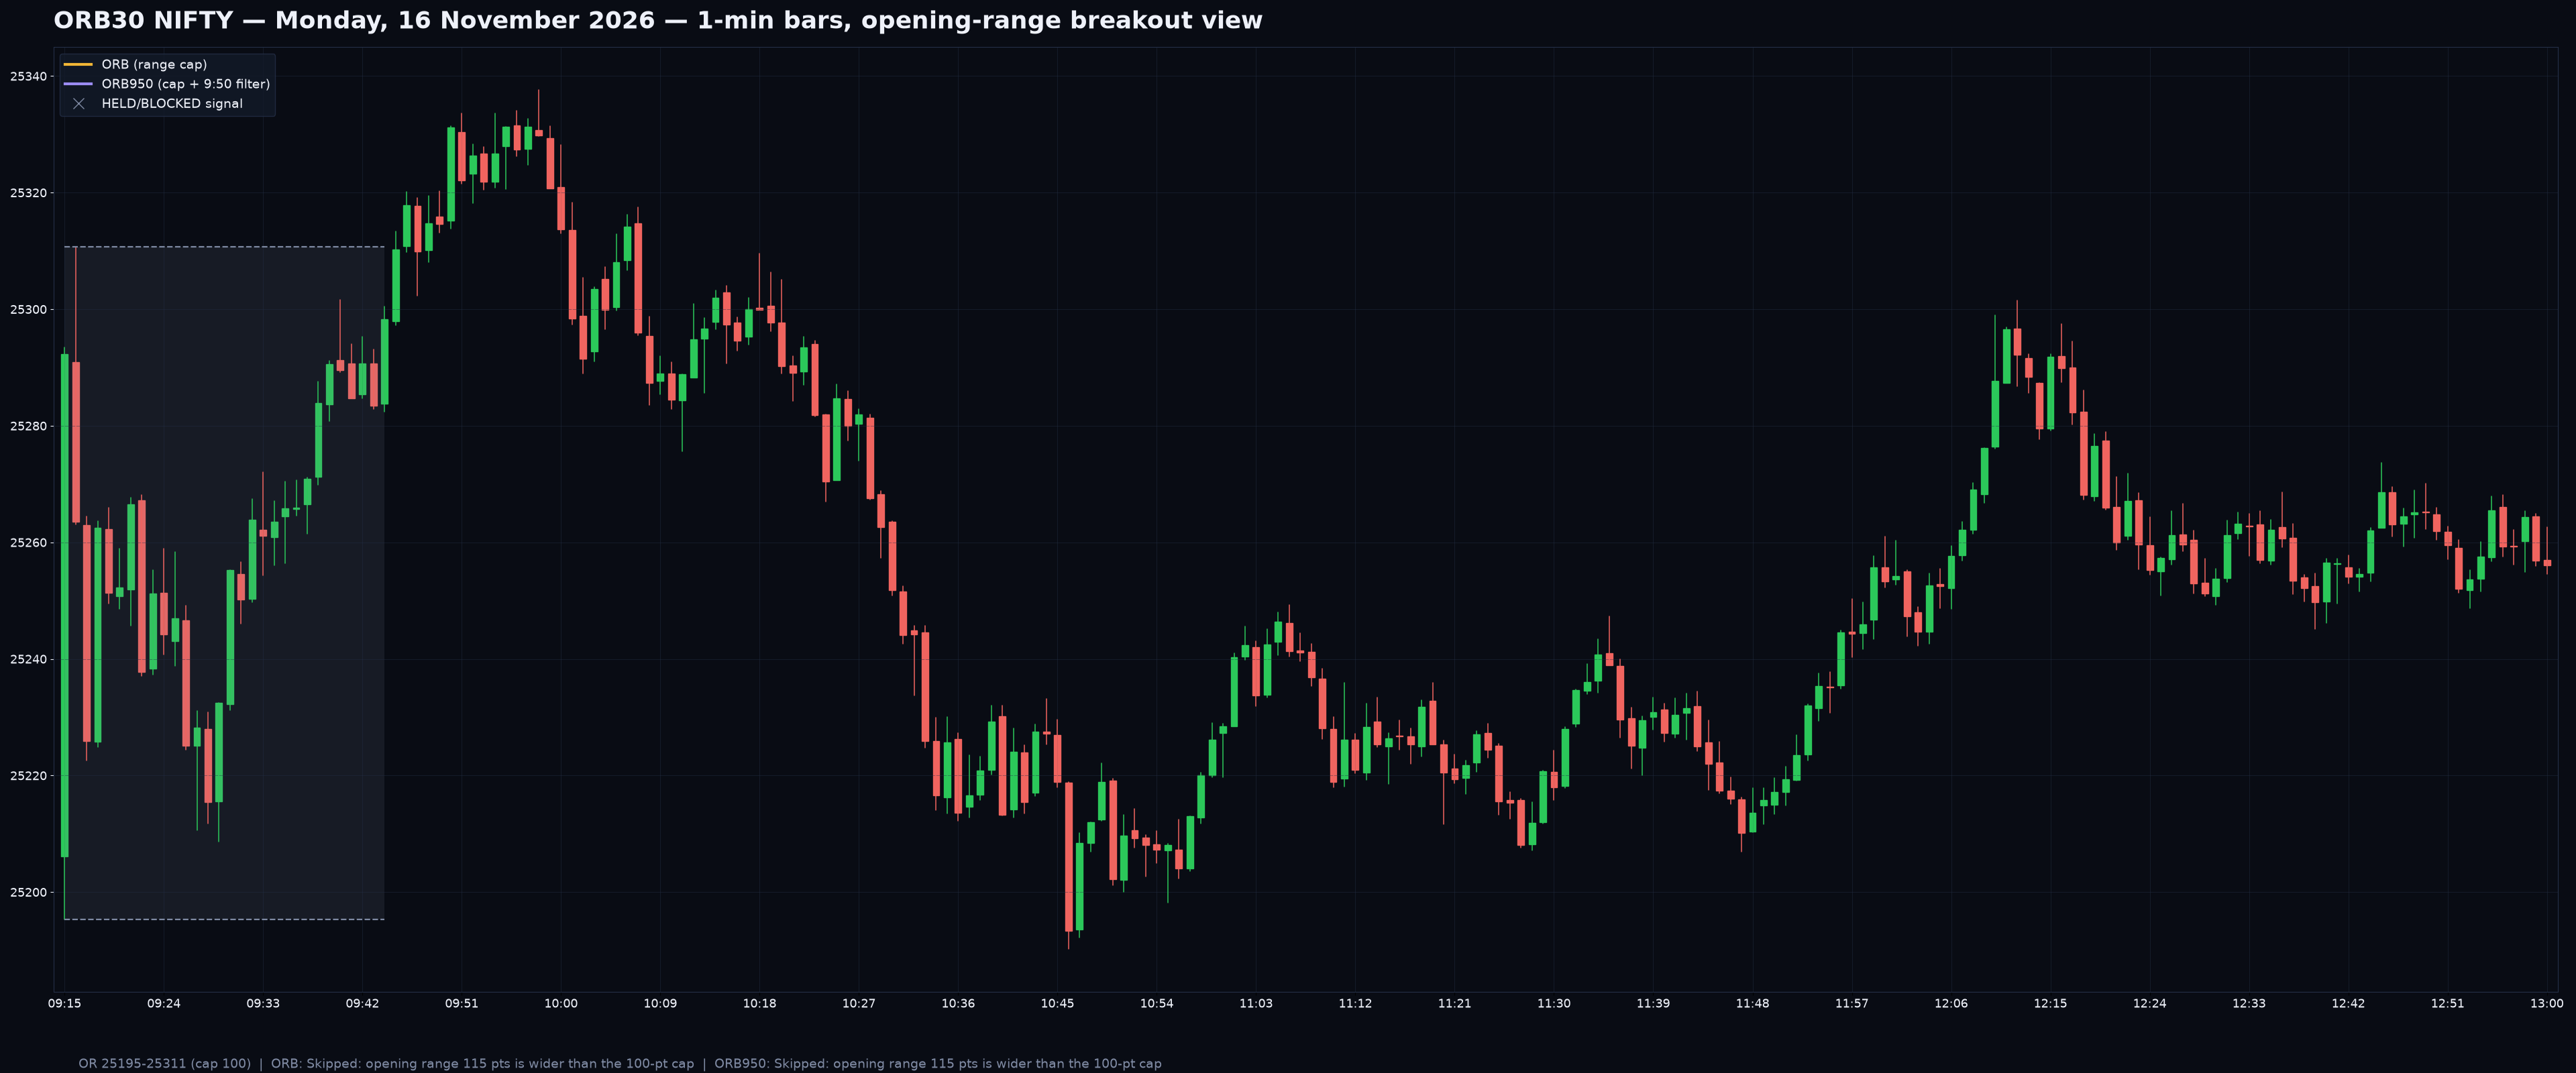 ORB30 NIFTY — Monday, 16 November 2026 — 1-min bars, opening-range breakout view
ORB (range cap)
ORB950 (cap + 9:50 filter)
HELD/BLOCKED signal
25340
25320
25300
25280
25260
25240
25220
25200
09:15 09:24 09:33 09:42 09:51 10:00 10:09 10:18 10:27 10:36 10:45 10:54 11:03 11:12 11:21 11:30 11:39 11:48 11:57 12:06 12:15 12:24 12:33 12:42 12:51 13:00
OR 25195-25311 (cap 100) | ORB: Skipped: opening range 115 pts is wider than the 100-pt cap | ORB950: Skipped: opening range 115 pts is wider than the 100-pt cap